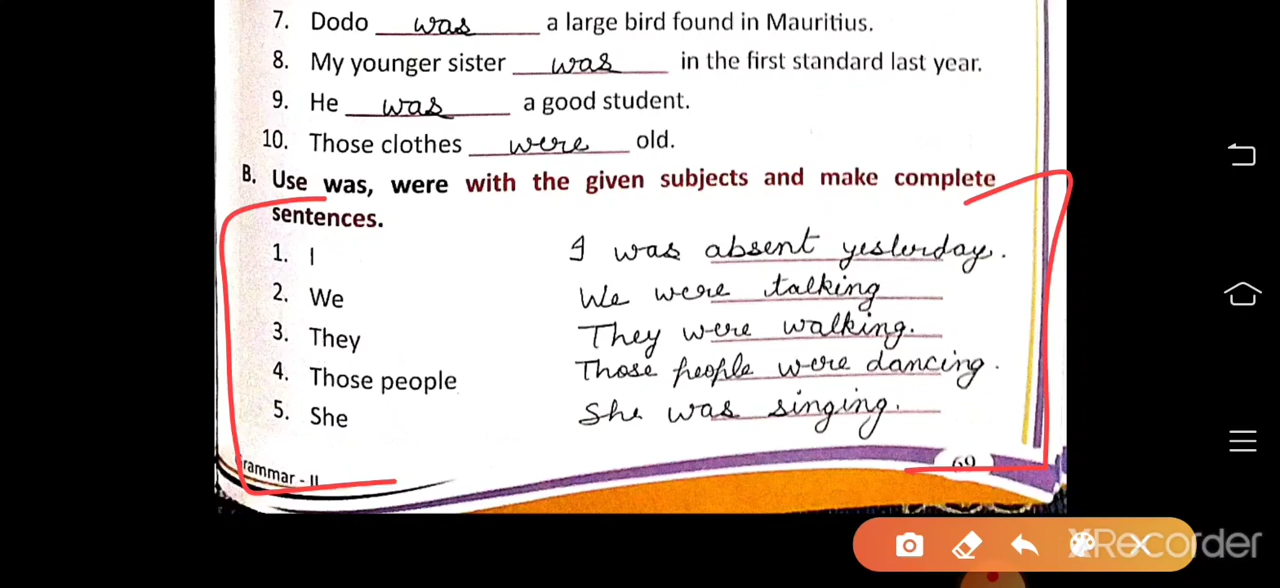 7. Dodo was a large bird found in Mauritius.
8. My younger sister was in the first standard last year.
9. He was a good student.
10. Those clothes were old.
B. Use was, were with the given subjects and make complete
sentences.
1. I I was absent yesterday.
2. We We were talking
3. They They were walking.
4. Those people Those people were dancing.
5. She She was singing.
Grammar - II 69
XRecorder